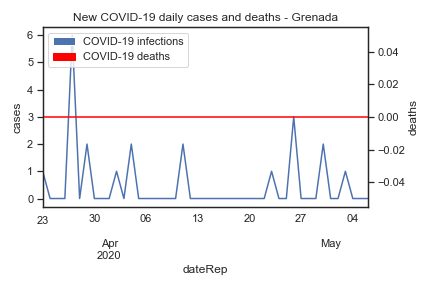 New COVID-19 daily cases and deaths - Grenada
COVID-19 infections
COVID-19 deaths
cases
6
5
4
3
2
1
0
deaths
0.04
0.02
0.00
−0.02
−0.04
23 30 06 13 20 27 04
Apr May
2020
dateRep